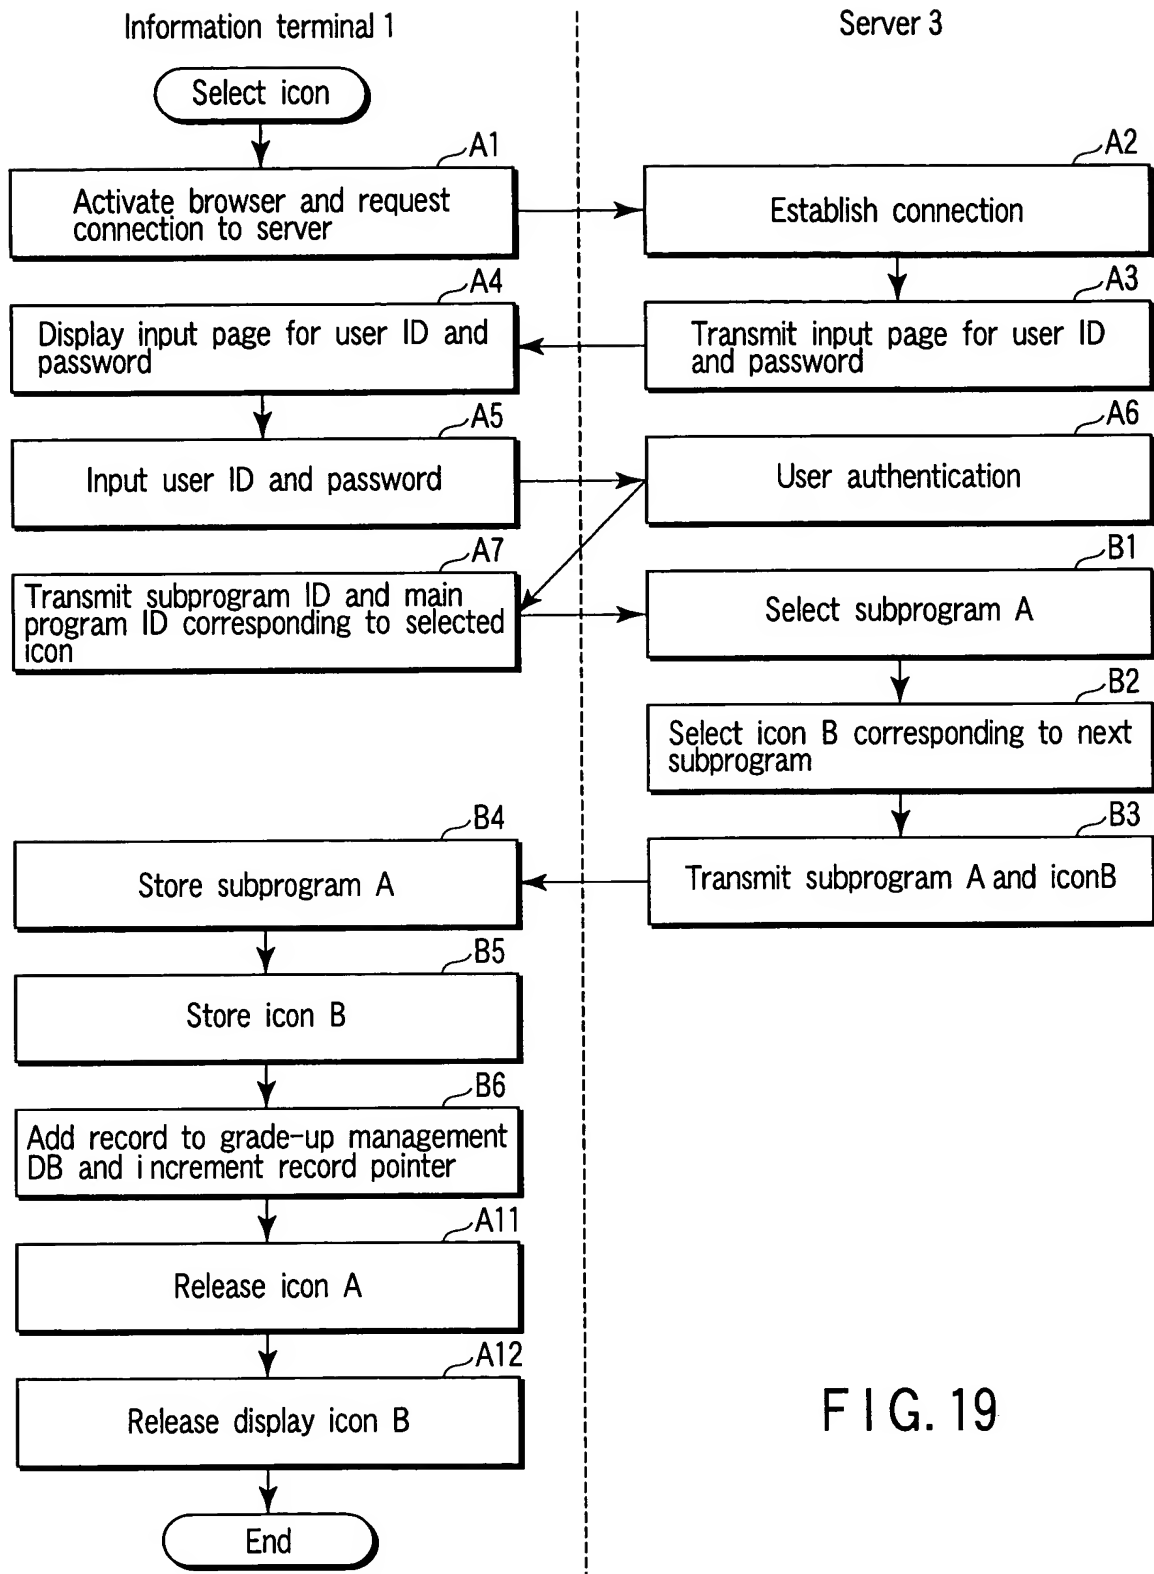 Information terminal 1
Server 3
Select icon
A1
Activate browser and request
connection to server
A2
Establish connection
A3
Transmit input page for user ID
and password
A4
Display input page for user ID and
password
A5
Input user ID and password
A6
User authentication
A7
Transmit subprogram ID and main
program ID corresponding to selected
icon
B1
Select subprogram A
B2
Select icon B corresponding to next
subprogram
B3
Transmit subprogram A and iconB
B4
Store subprogram A
B5
Store icon B
B6
Add record to grade-up management
DB and increment record pointer
A11
Release icon A
A12
Release display icon B
End
FIG. 19